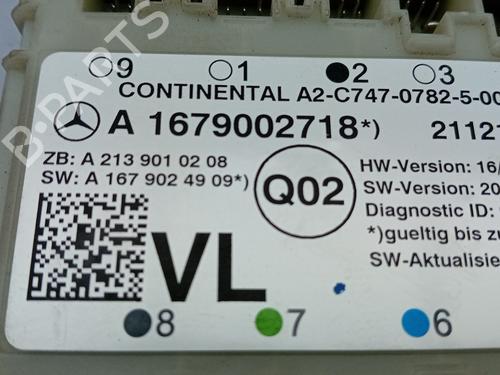 9 1 2 3
CONTINENTAL A2-C747-0782-5-00
A 1679002718*) 21121
ZB: A 213 901 02 08
SW: A 167 902 49 09*)
Q02
HW-Version: 16/
SW-Version: 20
Diagnostic ID:
*)gueltig bis zu
SW-Aktualisie
VL
8 7 6
B-PARTS